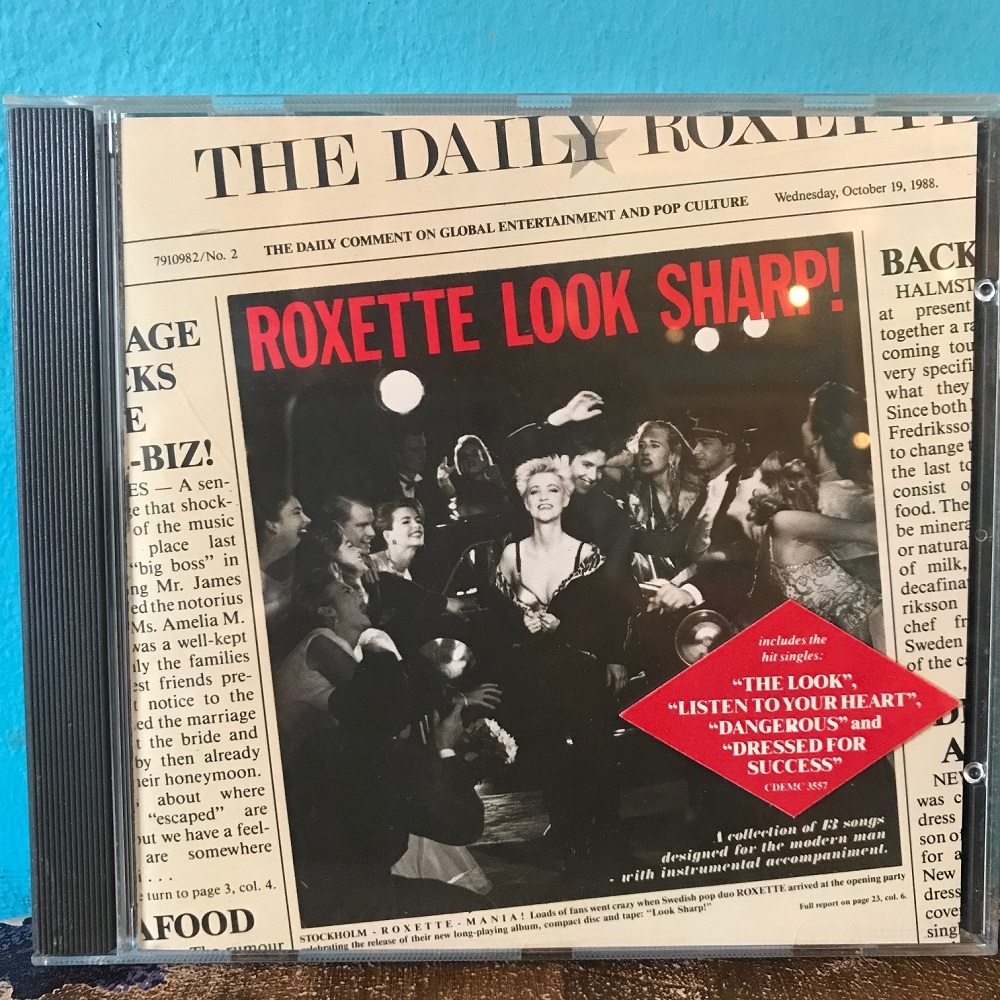 THE DAILY ROXETTE
7910982/No. 2
THE DAILY COMMENT ON GLOBAL ENTERTAINMENT AND POP CULTURE
Wednesday, October 19, 1988.
AGE
CKS
E
-BIZ!
ES — A sen-
e that shock-
of the music
place last
"big boss" in
ng Mr. James
ed the notorius
Ms. Amelia M.
was a well-kept
ly the families
est friends pre-
t notice to the
ed the marriage
t the bride and
by then already
heir honeymoon.
about where
"escaped" are
but we have a feel-
are somewhere
. . .
turn to page 3, col. 4.
AFOOD
The rumour
ROXETTE LOOK SHARP!
includes the
hit singles:
"THE LOOK",
"LISTEN TO YOUR HEART",
"DANGEROUS" and
"DRESSED FOR
SUCCESS"
CDEMC 3557
A collection of 13 songs
designed for the modern man
. with instrumental accompaniment.
STOCKHOLM - ROXETTE - MANIA! Loads of fans went crazy when Swedish pop duo ROXETTE arrived at the opening party
celebrating the release of their new long-playing album, compact disc and tape: "Look Sharp!"
Full report on page 23, col. 6.
BACK
HALMST
at present
together a ra
coming tou
very specifi
what they
Since both
Fredriksso
to change t
the last to
consist o
food. The
be minera
or natura
of milk,
decafina
riksson
chef fr
Sweden
of the ca
A
NEW
was c
dress
son of
for a
New
dress
cove
sing